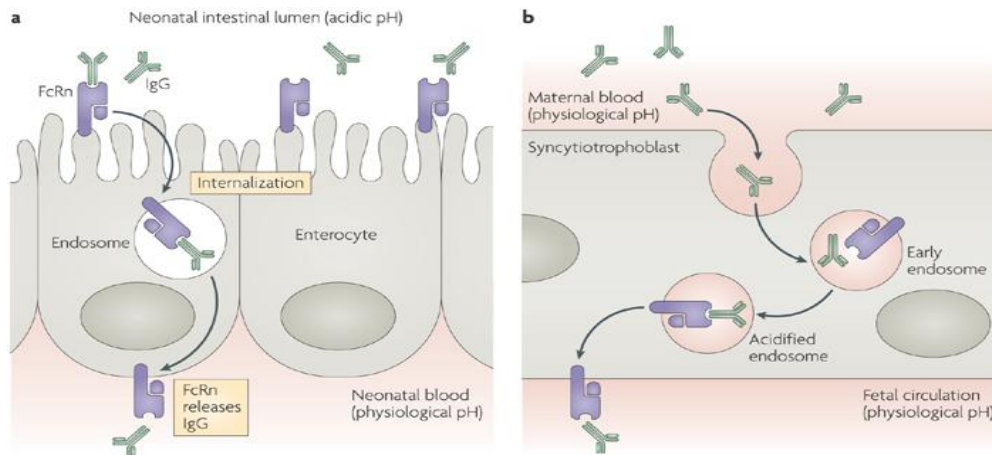 a
Neonatal intestinal lumen (acidic pH)
FcRn
IgG
Internalization
Endosome
Enterocyte
FcRn
releases
IgG
Neonatal blood
(physiological pH)
b
Maternal blood
(physiological pH)
Syncytiotrophoblast
Early
endosome
Acidified
endosome
Fetal circulation
(physiological pH)